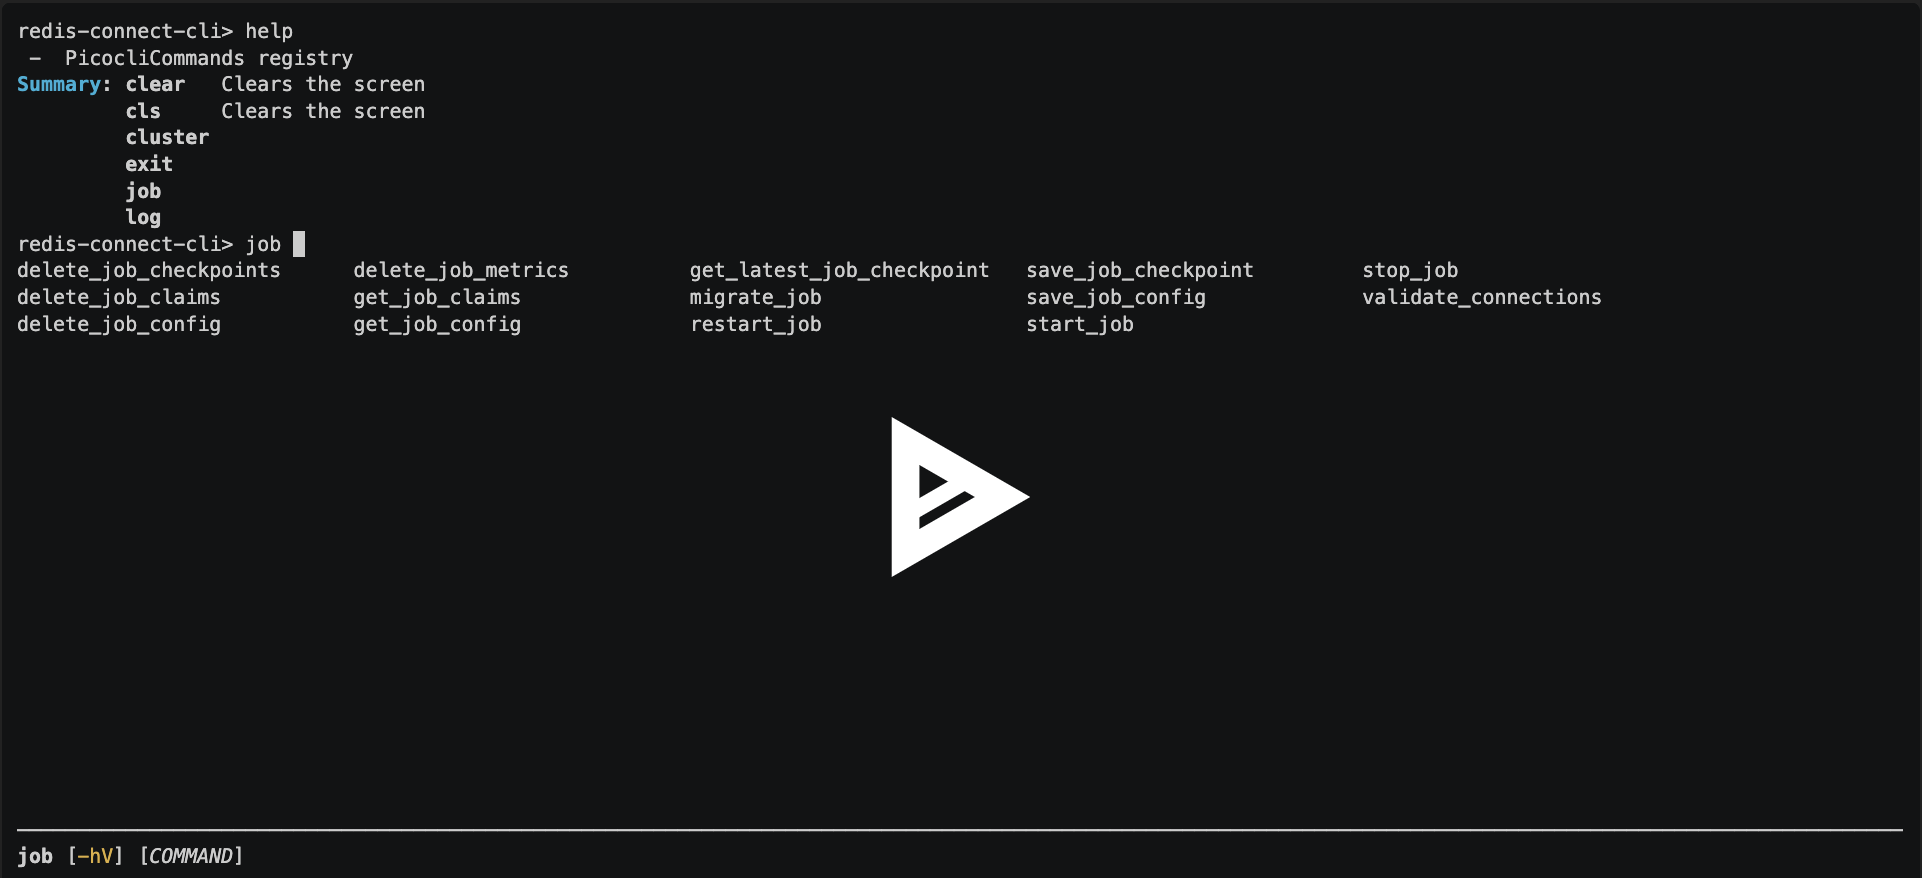 redis-connect-cli> help
 –  PicocliCommands registry
Summary: clear   Clears the screen
         cls     Clears the screen
         cluster
         exit
         job
         log
redis-connect-cli> job
delete_job_checkpoints      delete_job_metrics          get_latest_job_checkpoint   save_job_checkpoint         stop_job
delete_job_claims           get_job_claims              migrate_job                 save_job_config             validate_connections
delete_job_config           get_job_config              restart_job                 start_job
job [-hV] [COMMAND]